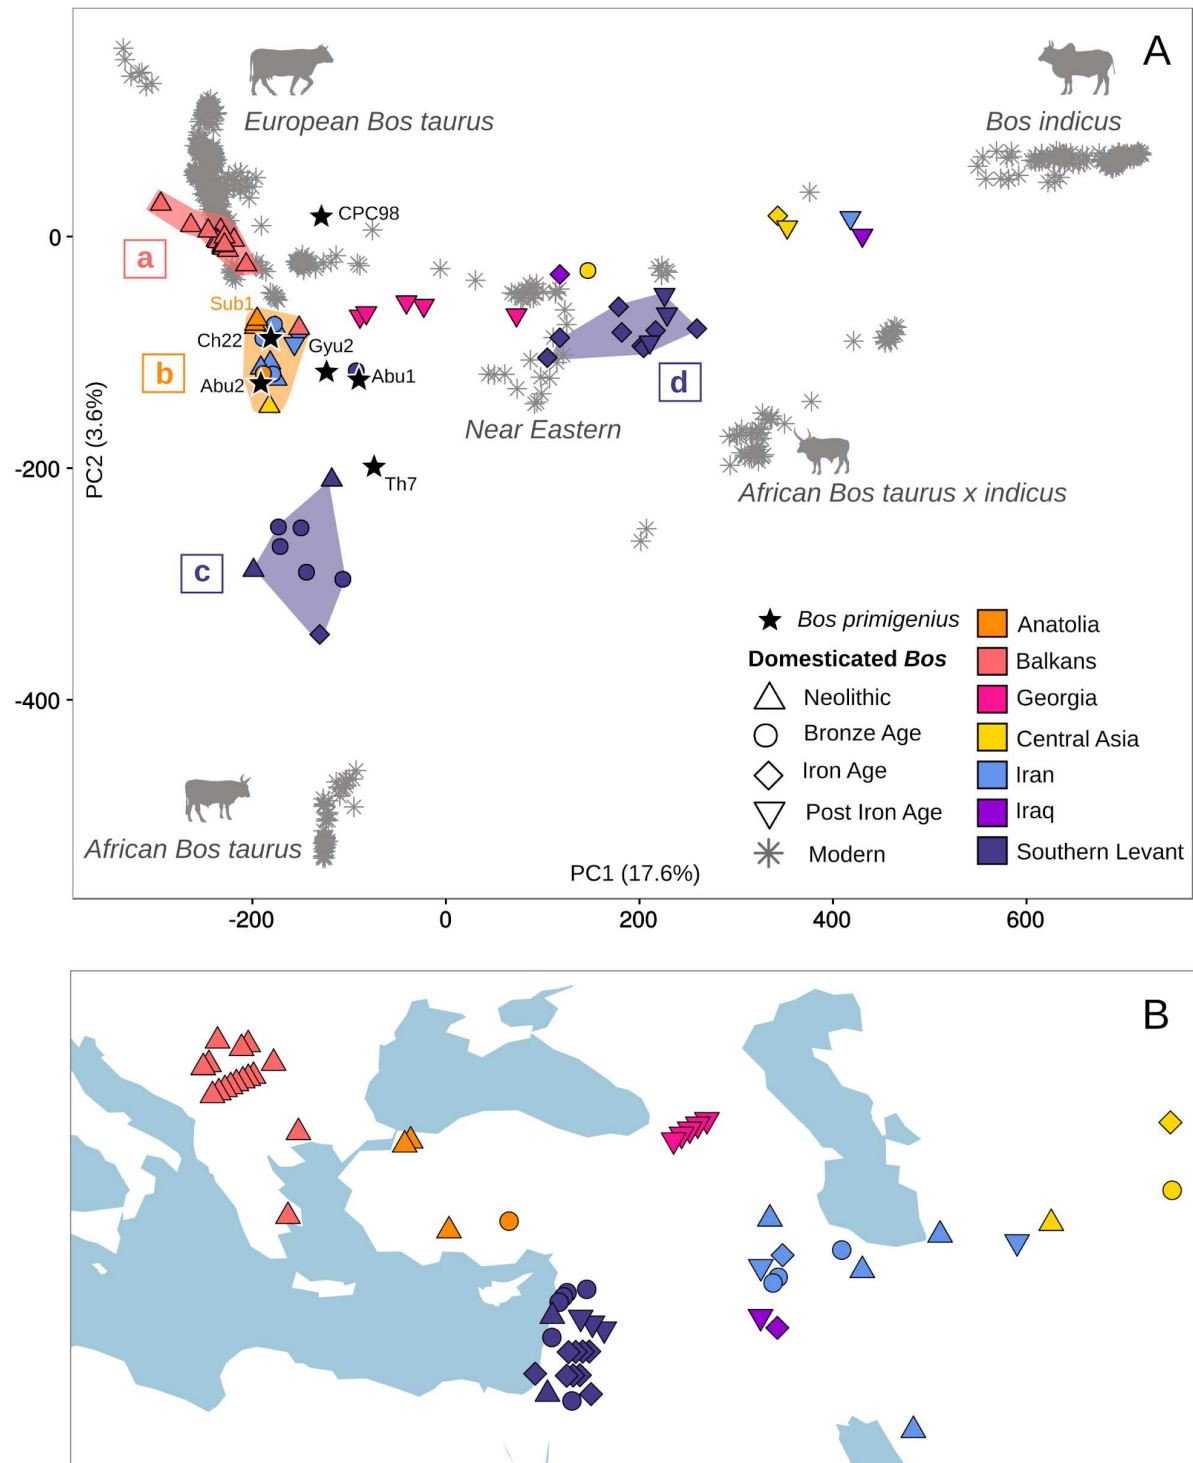 A
European Bos taurus
Bos indicus
CPC98
0
a
Sub1
Ch22
Gyu2
b
Abu2
Abu1
d
PC2 (3.6%)
Near Eastern
-200
Th7
African Bos taurus x indicus
c
Bos primigenius
Domesticated Bos
Neolithic
Bronze Age
Iron Age
Post Iron Age
Modern
Anatolia
Balkans
Georgia
Central Asia
Iran
Iraq
Southern Levant
-400
African Bos taurus
PC1 (17.6%)
-200 0 200 400 600
B